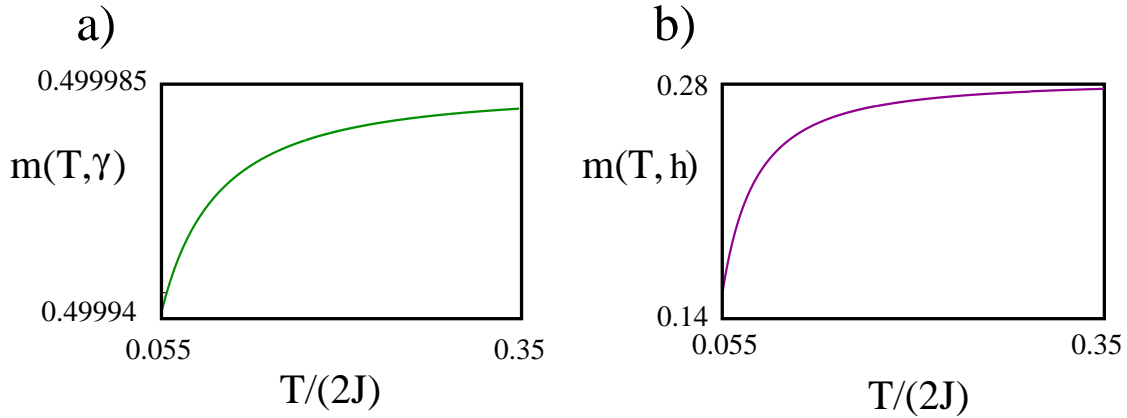 a)
0.499985
m(T,γ)
0.49994
0.055
0.35
T/(2J)
b)
0.28
m(T, h)
0.14
0.055
0.35
T/(2J)